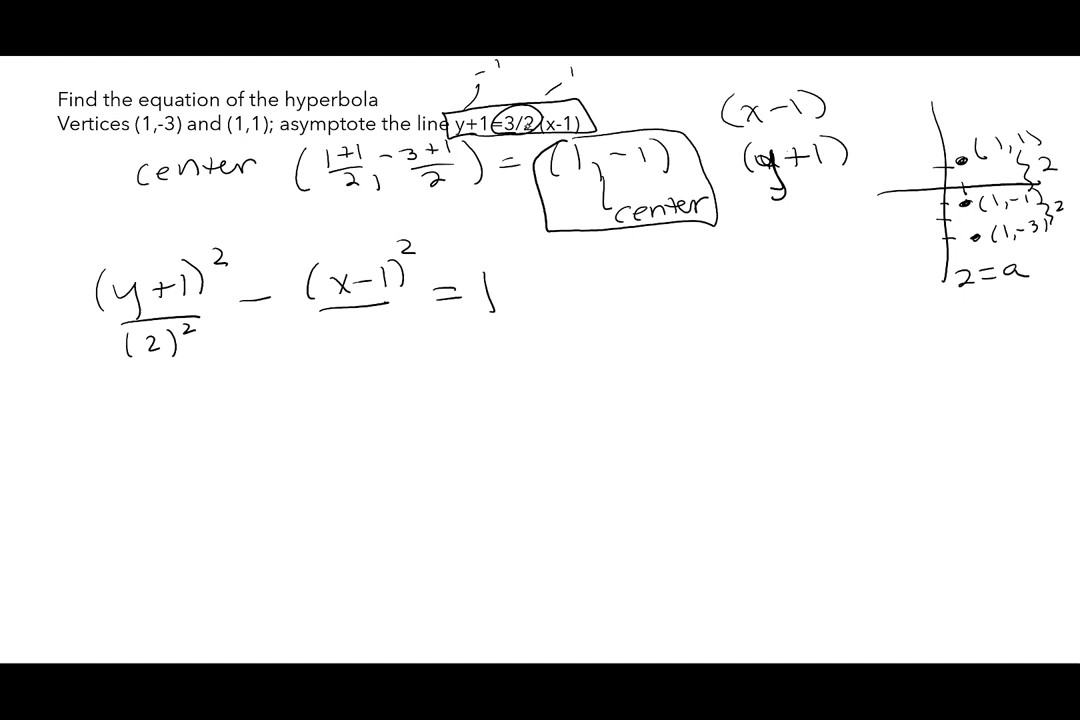 Find the equation of the hyperbola
Vertices (1,-3) and (1,1); asymptote the line y+1=3/2(x-1)
-1 -1
center (1+1/2, -3+1/2) = (1, -1)
center
(x-1)
(y+1)
(1,1) } 2
(1,-1) } 2
(1,-3)
2=a
(y+1)²/(2)² - (x-1)² = 1